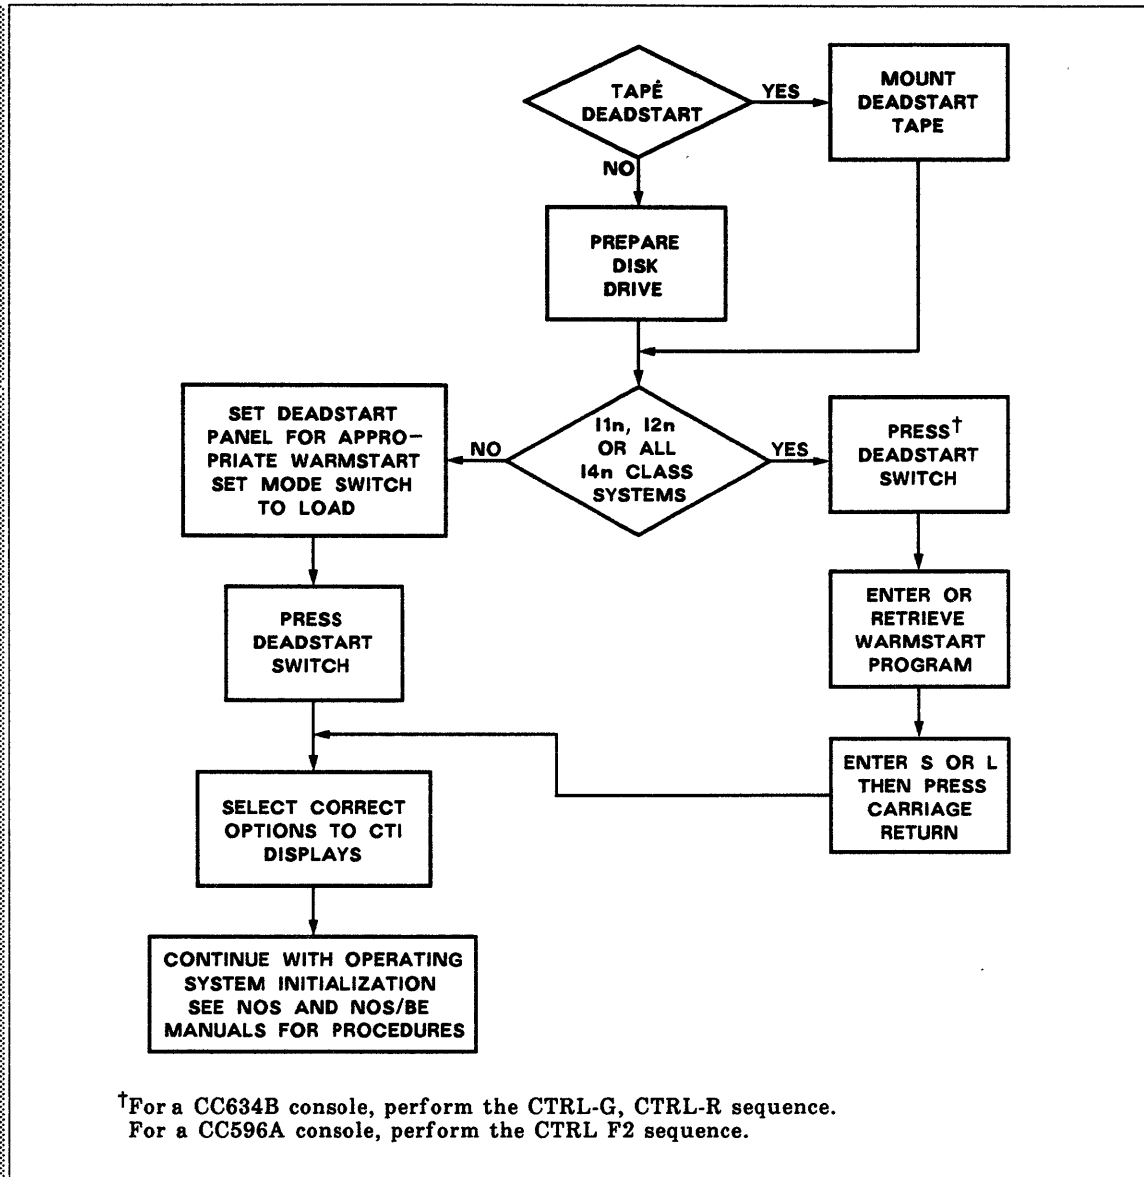 TAPE
DEADSTART
YES
MOUNT
DEADSTART
TAPE
NO
PREPARE
DISK
DRIVE
I1n, I2n
OR ALL
I4n CLASS
SYSTEMS
NO
SET DEADSTART
PANEL FOR APPRO-
PRIATE WARMSTART
SET MODE SWITCH
TO LOAD
YES
PRESS†
DEADSTART
SWITCH
PRESS
DEADSTART
SWITCH
ENTER OR
RETRIEVE
WARMSTART
PROGRAM
ENTER S OR L
THEN PRESS
CARRIAGE
RETURN
SELECT CORRECT
OPTIONS TO CTI
DISPLAYS
CONTINUE WITH OPERATING
SYSTEM INITIALIZATION
SEE NOS AND NOS/BE
MANUALS FOR PROCEDURES
†For a CC634B console, perform the CTRL-G, CTRL-R sequence.
For a CC596A console, perform the CTRL F2 sequence.